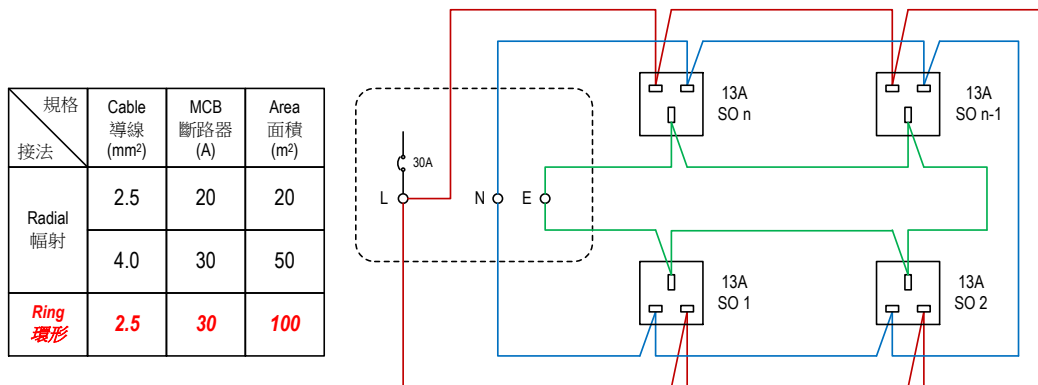 規格
接法
Cable
導線
(mm²)
MCB
斷路器
(A)
Area
面積
(m²)
Radial
幅射
2.5
20
20
4.0
30
50
Ring
環形
2.5
30
100
30A
L
N
E
13A
SO n
13A
SO n-1
13A
SO 1
13A
SO 2